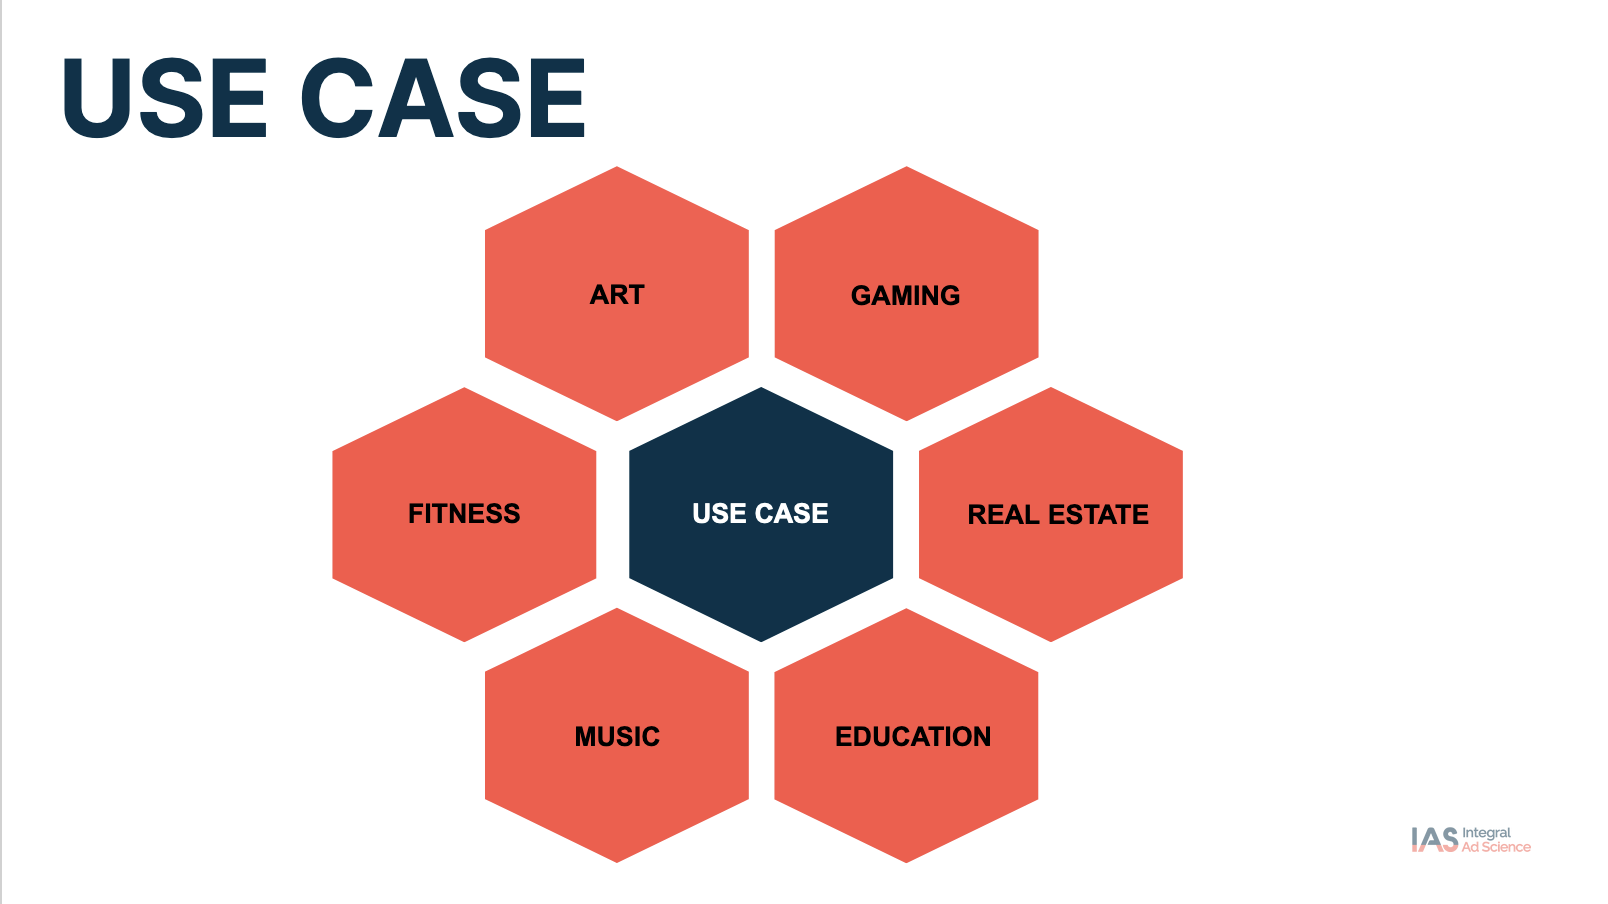 USE CASE
ART
GAMING
FITNESS
USE CASE
REAL ESTATE
MUSIC
EDUCATION
IAS Integral
Ad Science